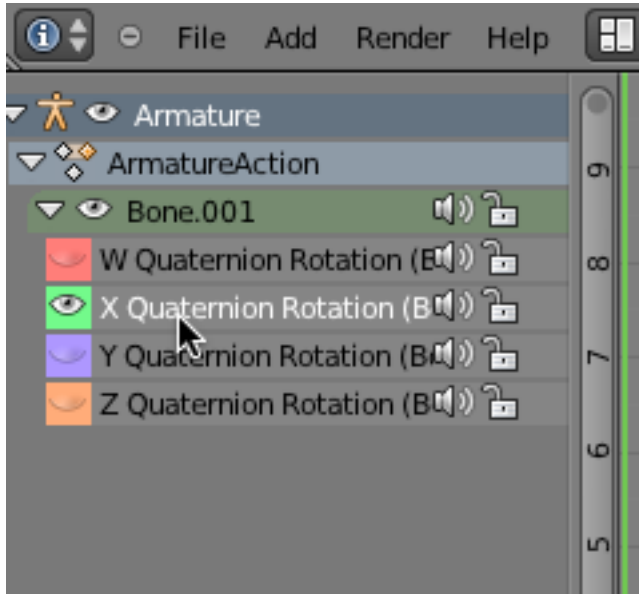 File Add Render Help
Armature
ArmatureAction
Bone.001
W Quaternion Rotation (B
X Quaternion Rotation (B
Y Quaternion Rotation (B
Z Quaternion Rotation (B
9
8
7
6
5